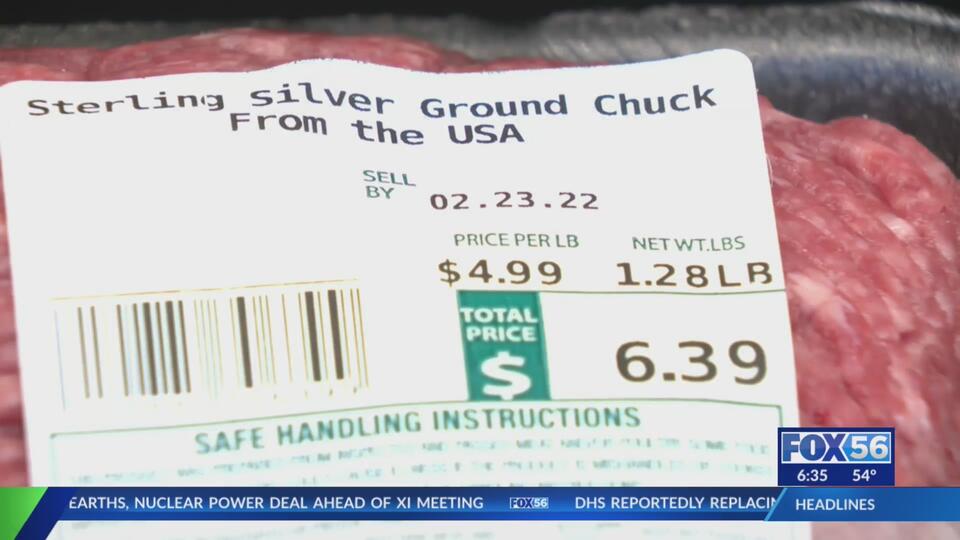 Sterling Silver Ground Chuck
From the USA
SELL
BY
02.23.22
PRICE PER LB
NET WT.LBS
$4.99
1.28LB
TOTAL
PRICE
$
6.39
SAFE HANDLING INSTRUCTIONS
FOX56
6:35 54°
EARTHS, NUCLEAR POWER DEAL AHEAD OF XI MEETING FOX56 DHS REPORTEDLY REPLACIN
HEADLINES